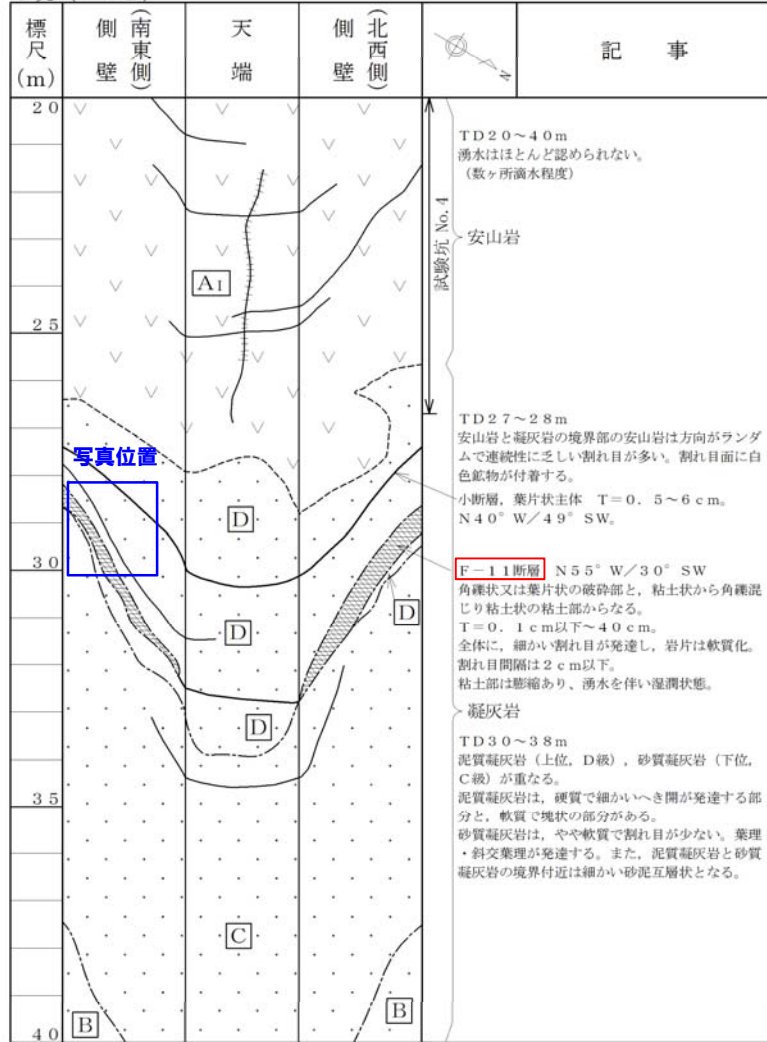 標尺(m)
側壁(南東側)
天端
側壁(北西側)
N
記事
20
25
30
35
40
A1
写真位置
D
D
D
D
C
B
B
試験坑 No.4
安山岩
凝灰岩
TD20~40m
湧水はほとんど認められない。
(数ヶ所滴水程度)
TD27~28m
安山岩と凝灰岩の境界部の安山岩は方向がランダ
ムで連続性に乏しい割れ目が多い。割れ目面に白
色鉱物が付着する。
小断層,葉片状主体 T=0.5~6cm。
N40°W/49°SW。
F-11断層 N55°W/30°SW
角礫状又は葉片状の破砕部と,粘土状から角礫混
じり粘土状の粘土部からなる。
T=0.1cm以下~40cm。
全体に,細かい割れ目が発達し,岩片は軟質化。
割れ目間隔は2cm以下。
粘土部は膨縮あり、湧水を伴い湿潤状態。
TD30~38m
泥質凝灰岩(上位,D級),砂質凝灰岩(下位,
C級)が重なる。
泥質凝灰岩は,硬質で細かいへき開が発達する部
分と,軟質で塊状の部分がある。
砂質凝灰岩は,やや軟質で割れ目が少ない。葉理
・斜交葉理が発達する。また,泥質凝灰岩と砂質
凝灰岩の境界付近は細かい砂泥互層状となる。